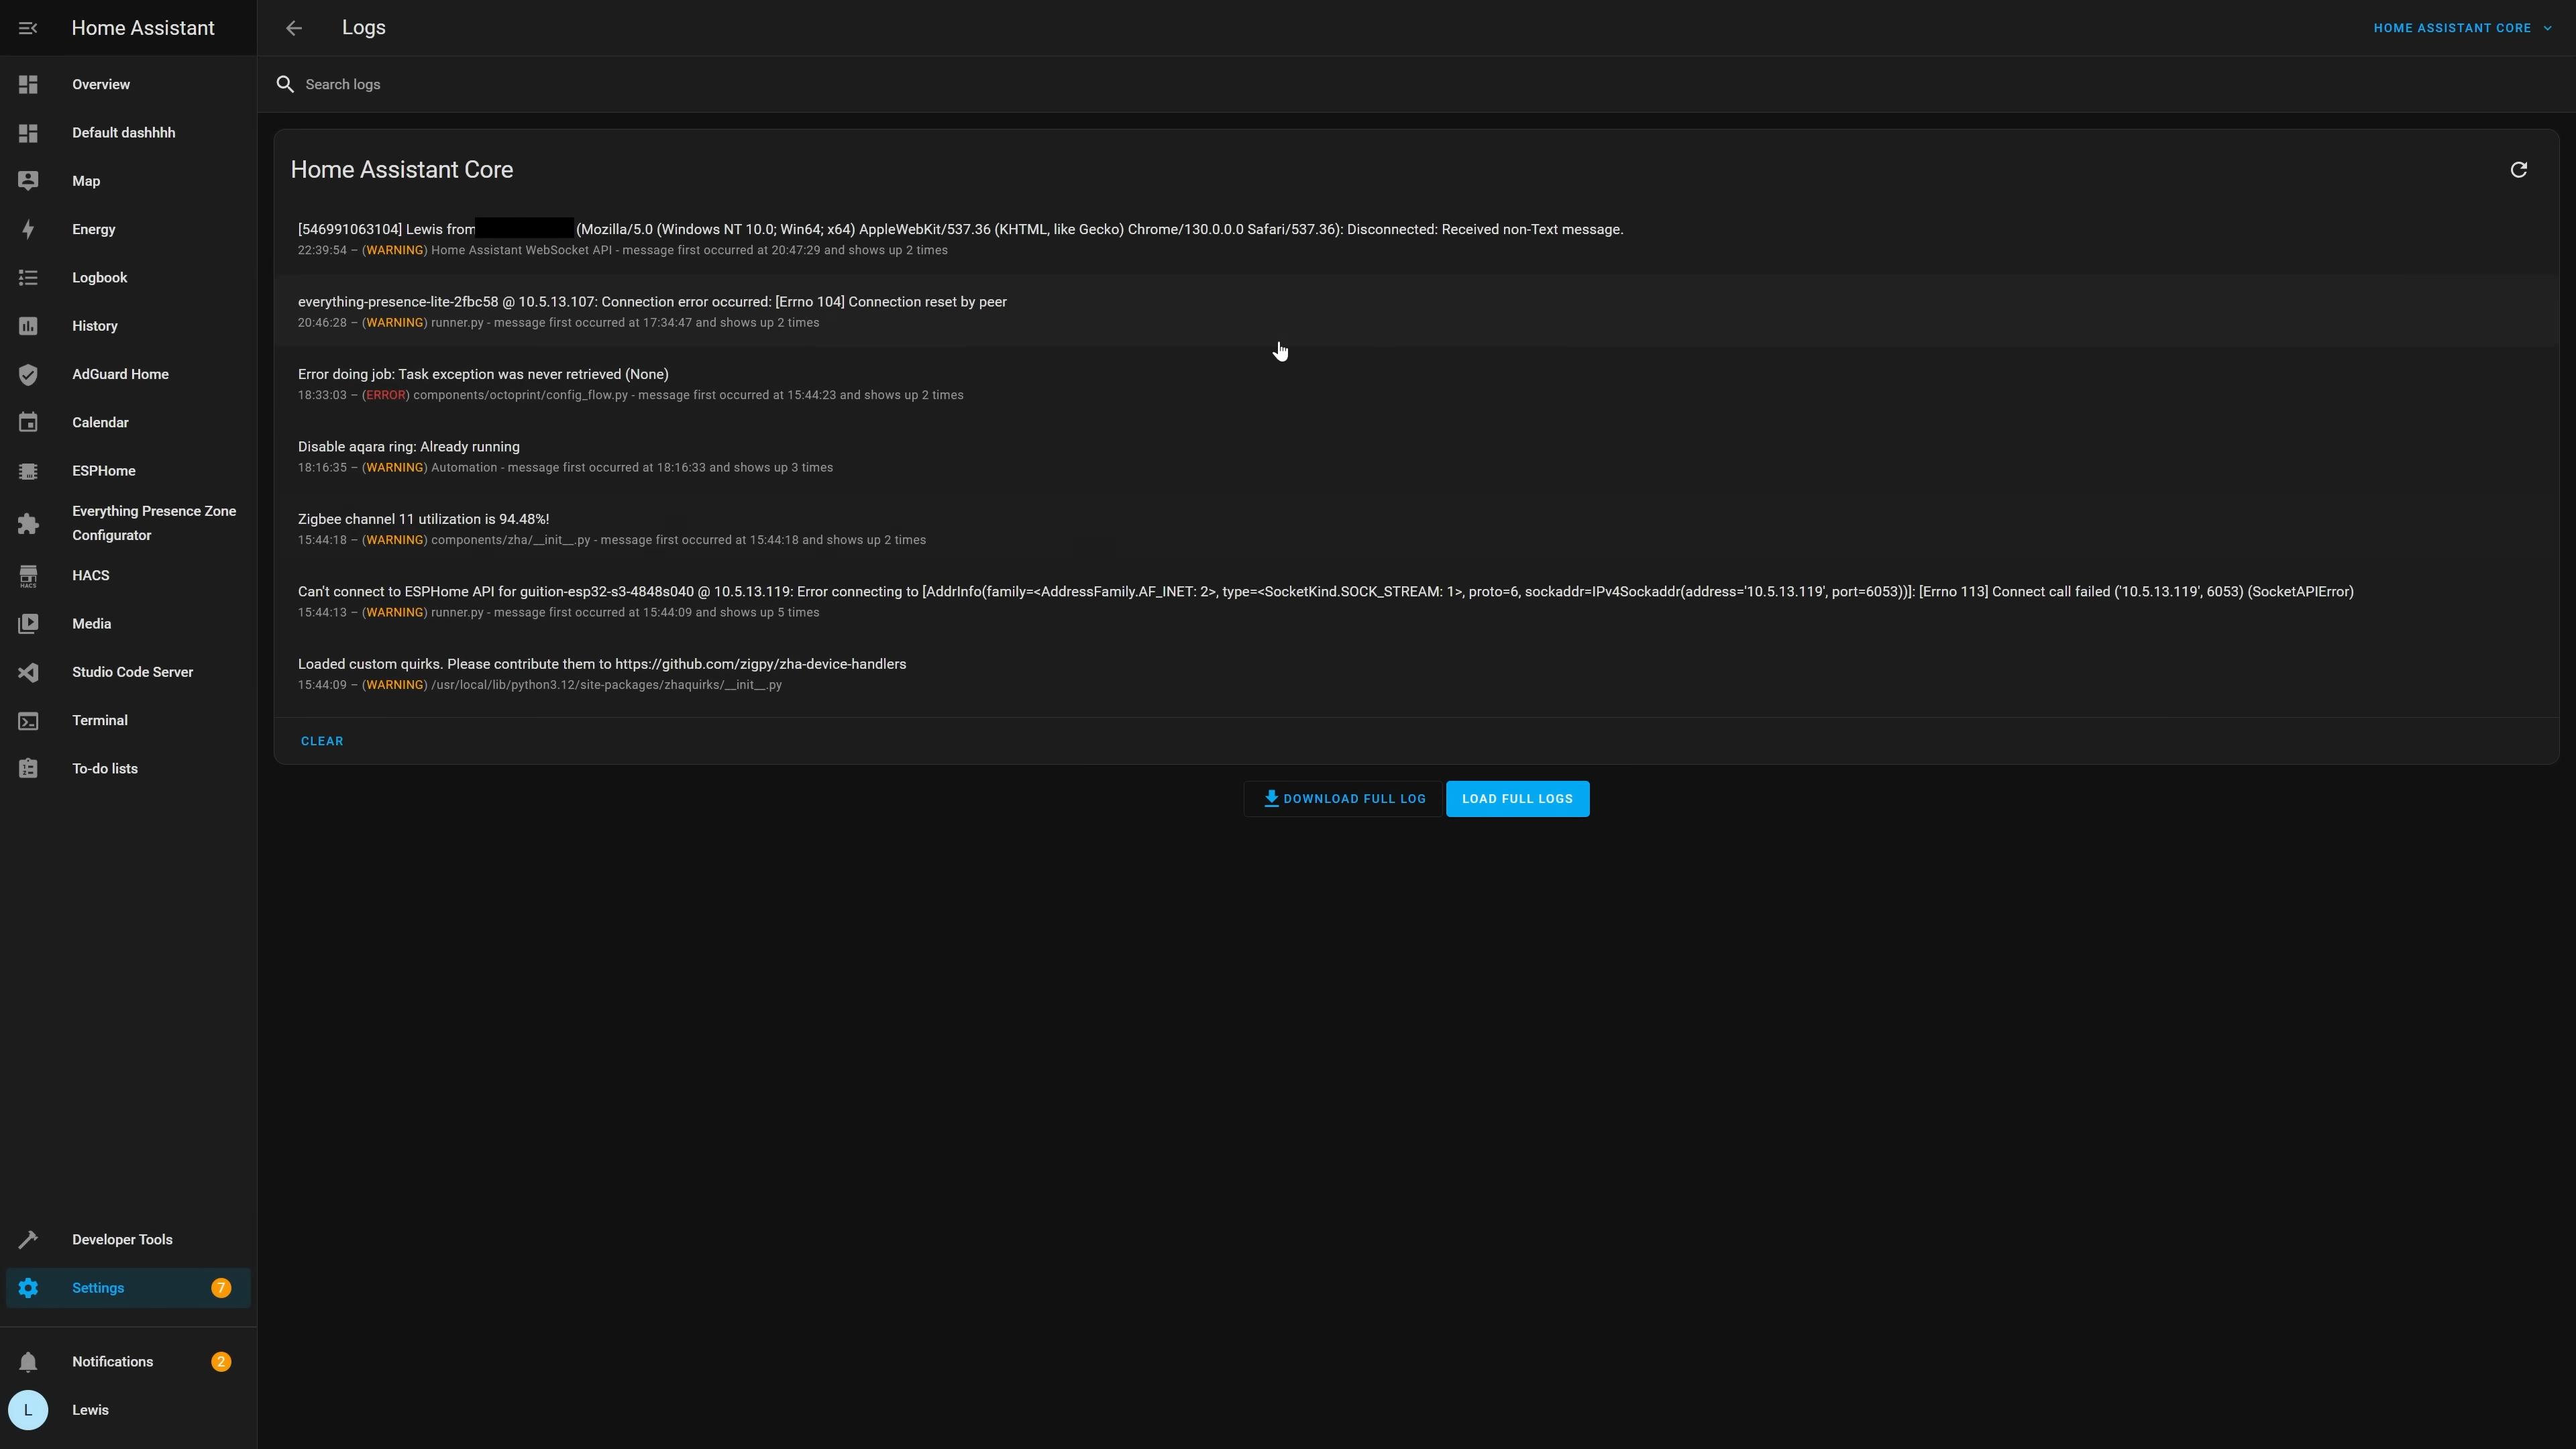 Home Assistant
Logs
HOME ASSISTANT CORE
Search logs
Overview
Default dashhhh
Map
Energy
Logbook
History
AdGuard Home
Calendar
ESPHome
Everything Presence Zone
Configurator
HACS
HACS
Media
Studio Code Server
Terminal
To-do lists
Developer Tools
Settings
7
Notifications
2
L
Lewis
Home Assistant Core
[546991063104] Lewis from (Mozilla/5.0 (Windows NT 10.0; Win64; x64) AppleWebKit/537.36 (KHTML, like Gecko) Chrome/130.0.0.0 Safari/537.36): Disconnected: Received non-Text message.
22:39:54 – (WARNING) Home Assistant WebSocket API - message first occurred at 20:47:29 and shows up 2 times
everything-presence-lite-2fbc58 @ 10.5.13.107: Connection error occurred: [Errno 104] Connection reset by peer
20:46:28 – (WARNING) runner.py - message first occurred at 17:34:47 and shows up 2 times
Error doing job: Task exception was never retrieved (None)
18:33:03 – (ERROR) components/octoprint/config_flow.py - message first occurred at 15:44:23 and shows up 2 times
Disable aqara ring: Already running
18:16:35 – (WARNING) Automation - message first occurred at 18:16:33 and shows up 3 times
Zigbee channel 11 utilization is 94.48%!
15:44:18 – (WARNING) components/zha/__init__.py - message first occurred at 15:44:18 and shows up 2 times
Can't connect to ESPHome API for guition-esp32-s3-4848s040 @ 10.5.13.119: Error connecting to [AddrInfo(family=<AddressFamily.AF_INET: 2>, type=<SocketKind.SOCK_STREAM: 1>, proto=6, sockaddr=IPv4Sockaddr(address='10.5.13.119', port=6053))]: [Errno 113] Connect call failed ('10.5.13.119', 6053) (SocketAPIError)
15:44:13 – (WARNING) runner.py - message first occurred at 15:44:09 and shows up 5 times
Loaded custom quirks. Please contribute them to https://github.com/zigpy/zha-device-handlers
15:44:09 – (WARNING) /usr/local/lib/python3.12/site-packages/zhaquirks/__init__.py
CLEAR
DOWNLOAD FULL LOG
LOAD FULL LOGS